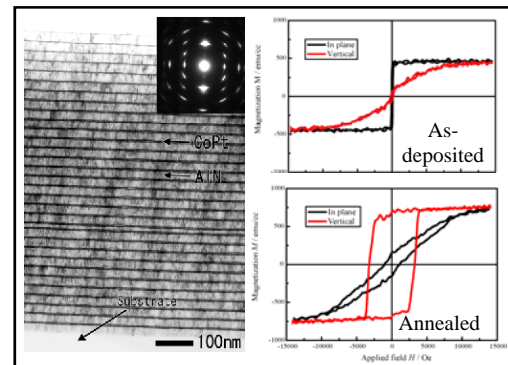 CoPt
AlN
Substrate
100nm
In plane
Vertical
Magnetization M / emu/cc
1000
500
0
-500
-1000
As-
deposited
In plane
Vertical
Magnetization M / emu/cc
1000
500
0
-500
-1000
-15000 -10000 -5000 0 5000 10000 15000
Annealed
Applied field H / Oe